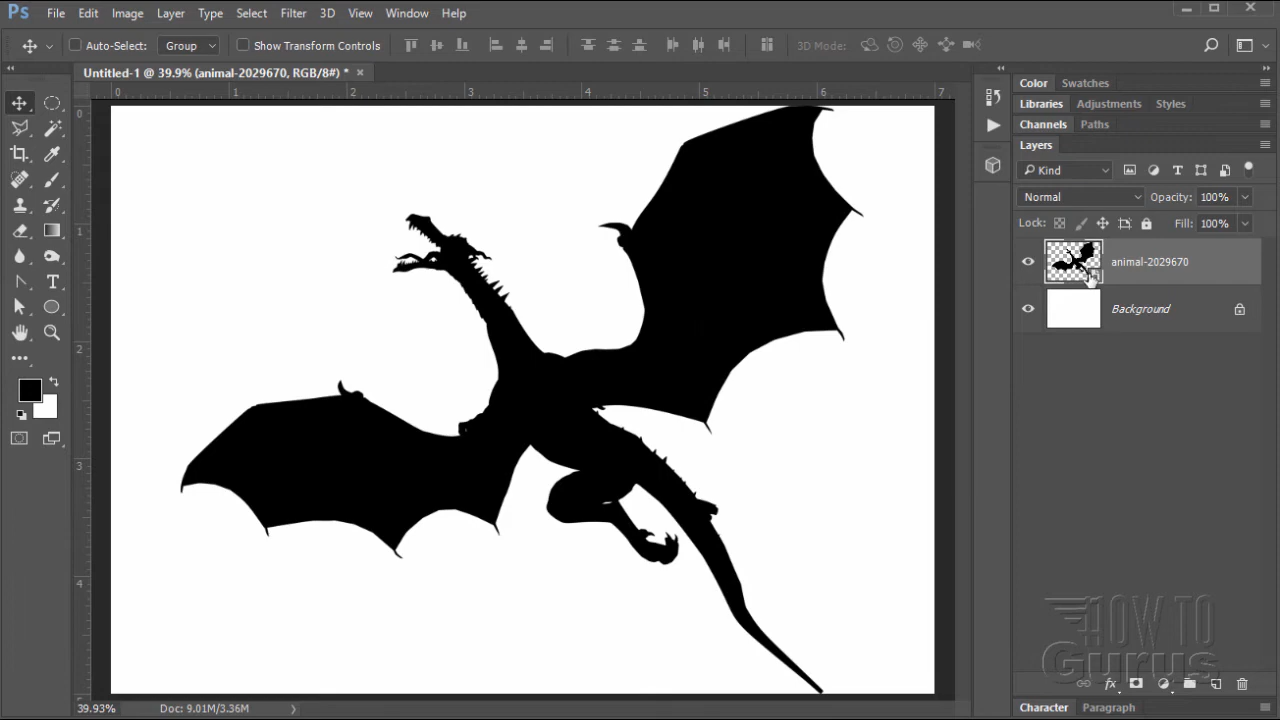 Ps File Edit Image Layer Type Select Filter 3D View Window Help
Auto-Select: Group Show Transform Controls 3D Mode:
Untitled-1 @ 39.9% (animal-2029670, RGB/8#) * ×
0 1 2 3 4 5 6 7
0
1
2
3
4
5
Color Swatches
Libraries Adjustments Styles
Channels Paths
Layers
Kind
Normal Opacity: 100%
Lock: Fill: 100%
animal-2029670
Background
HOW TO
Gurus
fx
39.93% Doc: 9.01M/3.36M
Character Paragraph